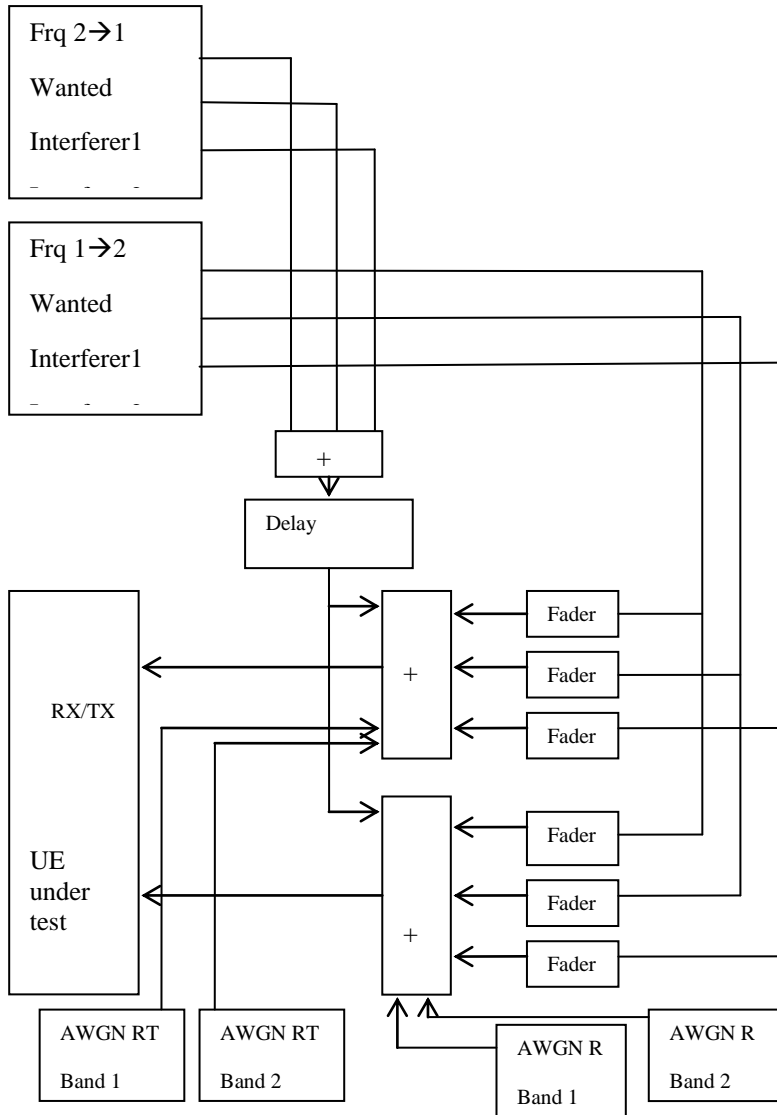 Frq 2→1
Wanted
Interferer1
Frq 1→2
Wanted
Interferer1
+
Delay
Fader
Fader
+
RX/TX
Fader
Fader
UE
under
test
Fader
+
Fader
AWGN RT
Band 1
AWGN RT
Band 2
AWGN R
Band 1
AWGN R
Band 2